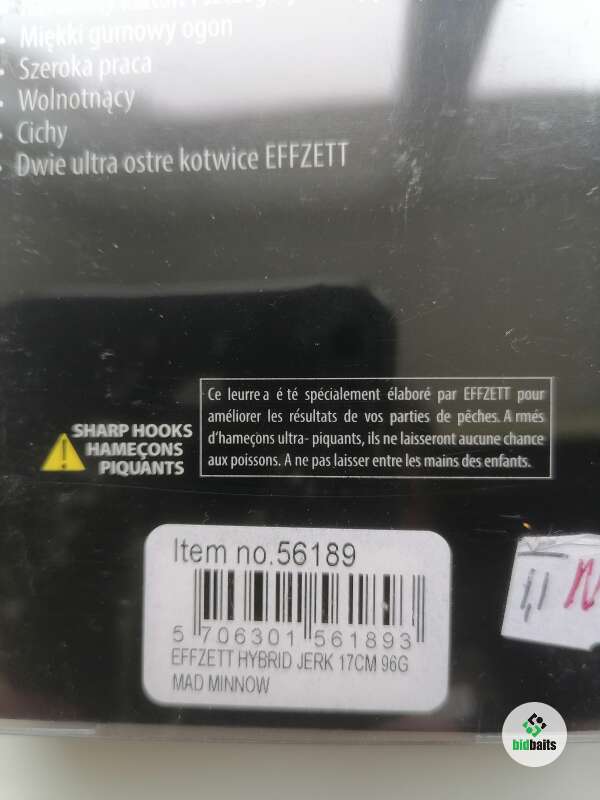 Miękki gumowy ogon
Szeroka praca
Wolnotnący
Cichy
Dwie ultra ostre kotwice EFFZETT
Ce leurre a é té spécialement élaboré par EFFZETT pour
améliorer les résultats de vos parties de pêches. A rmés
d'hameçons ultra- piquants, ils ne laisseront aucune chance
aux poissons. A ne pas laisser entre les mains des enfants.
SHARP HOOKS
HAMEÇONS
PIQUANTS
Item no.56189
5 706301 561893
EFFZETT HYBRID JERK 17CM 96G
MAD MINNOW
bidbaits